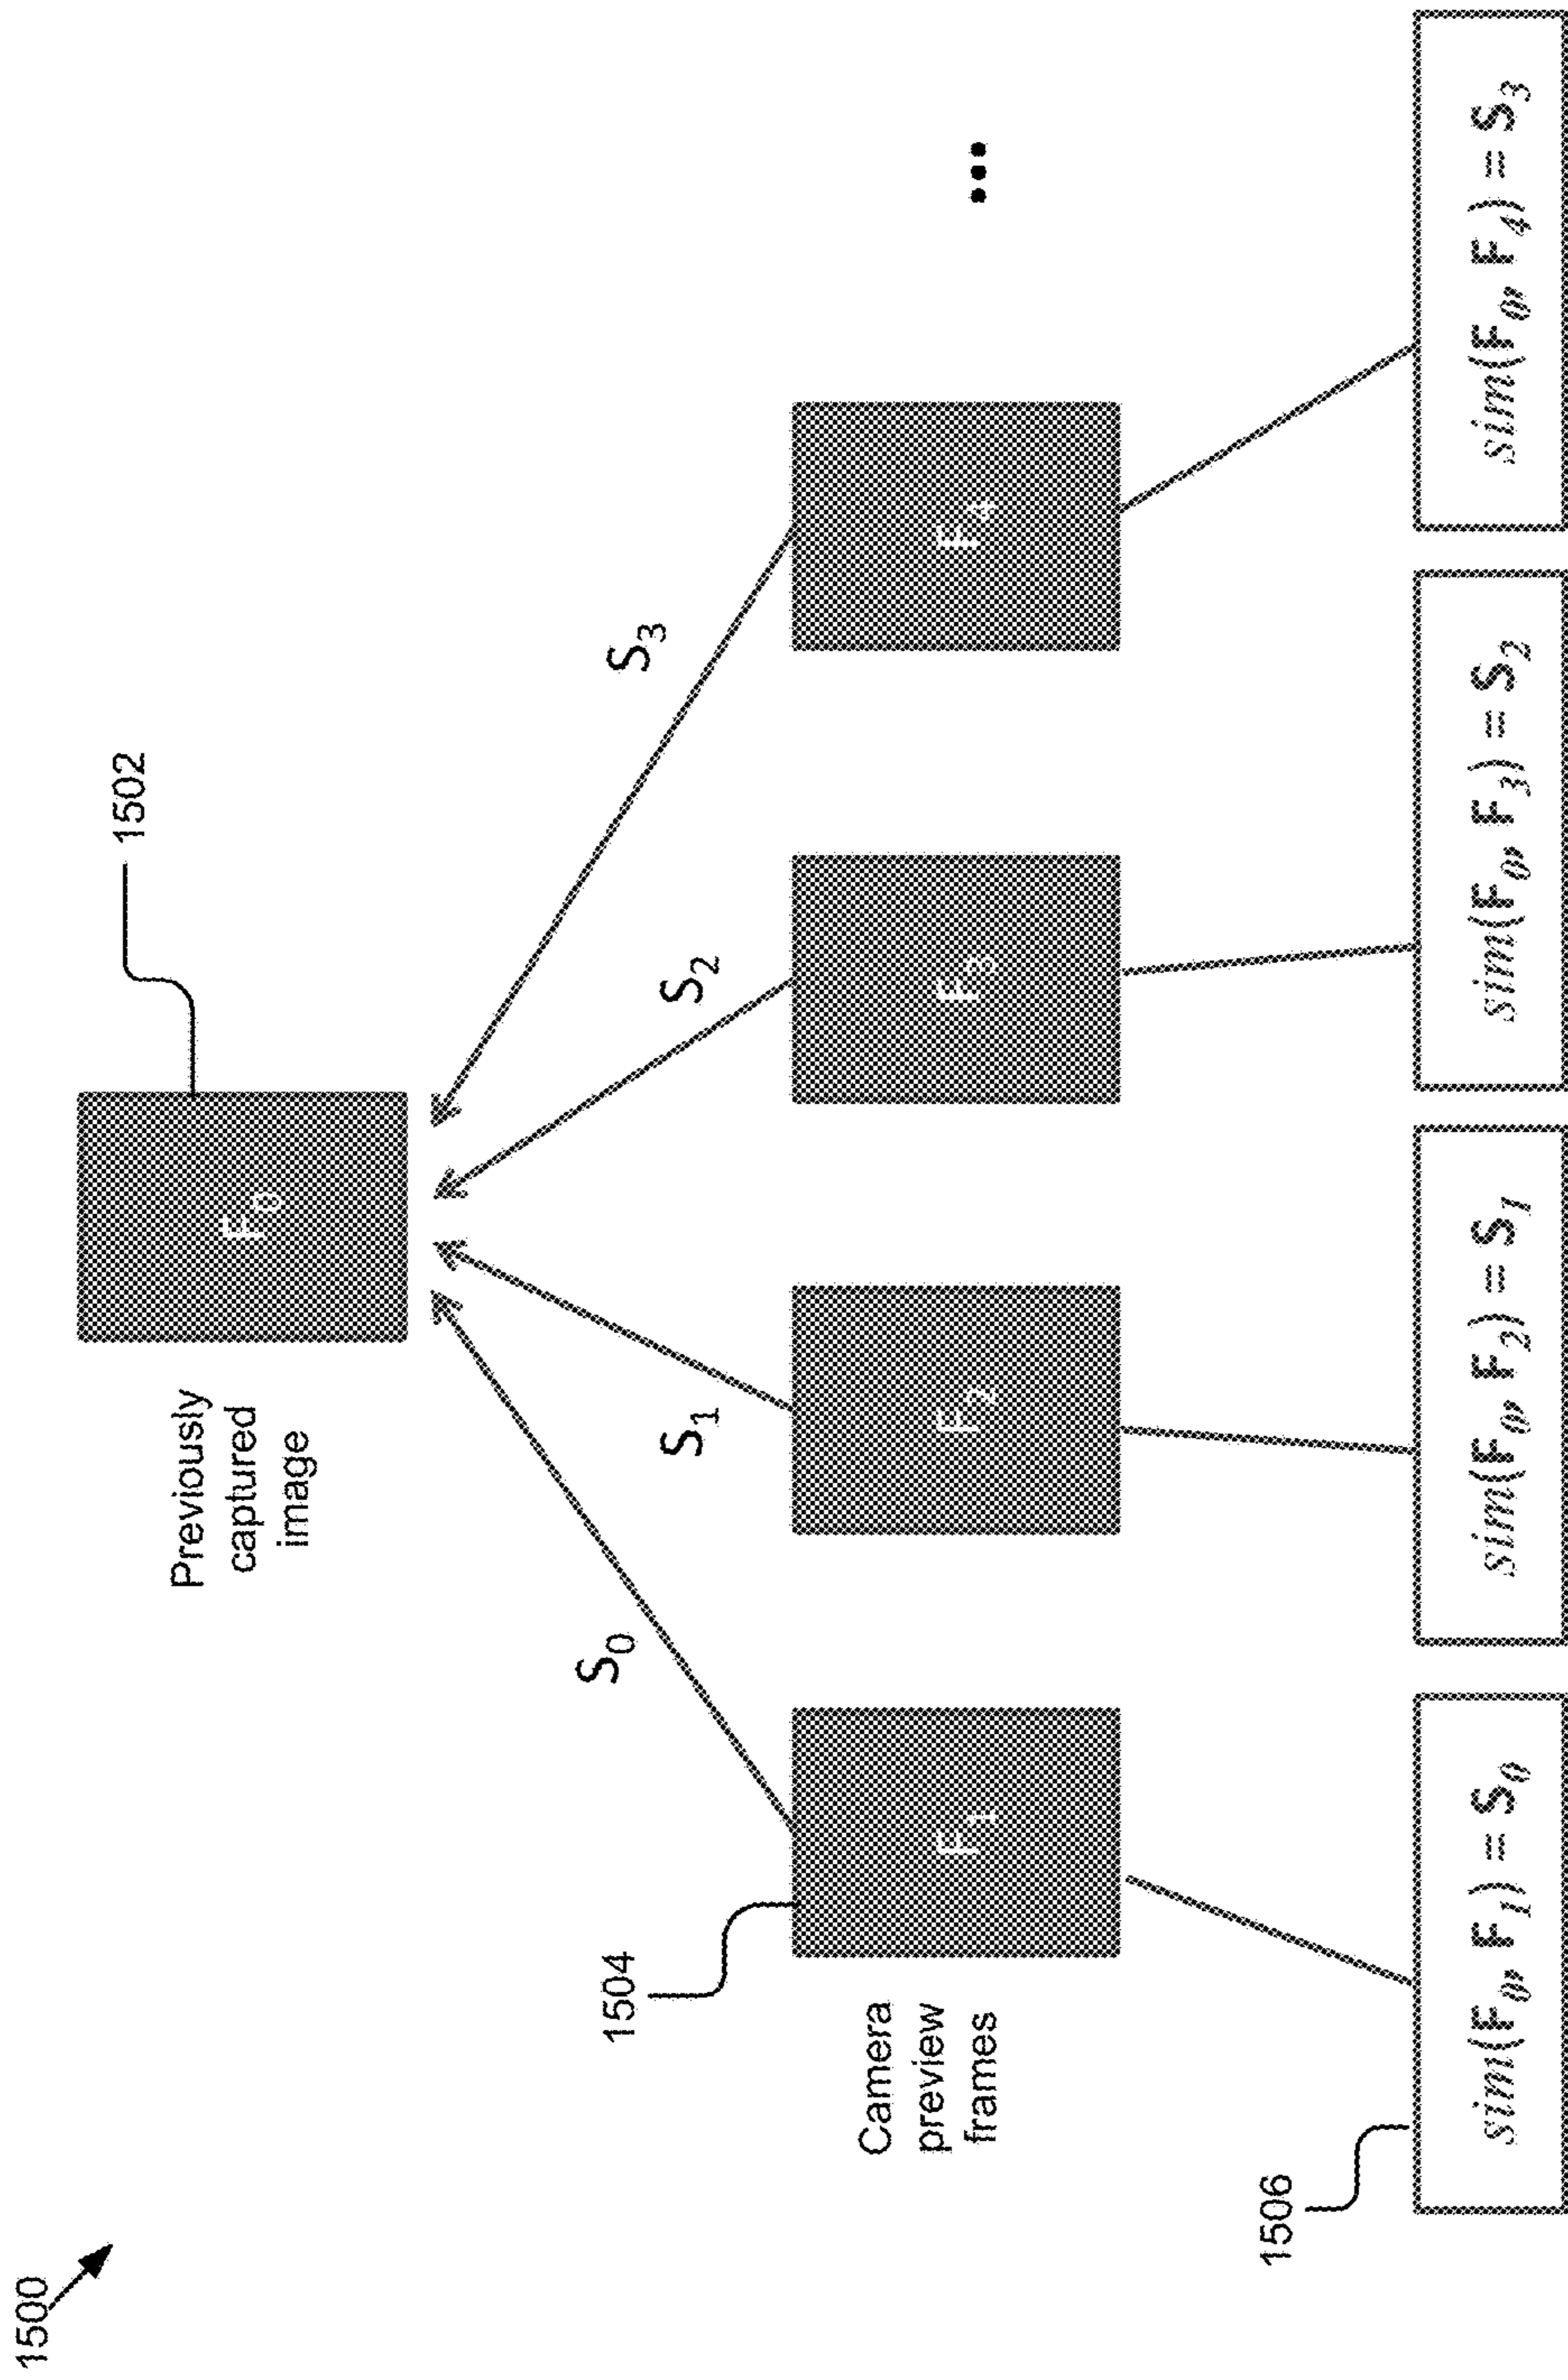 1500
1502
F₀
Previously
captured
image
S₀
S₁
S₂
S₃
1504
Camera
preview
frames
F₁
F₂
F₃
F₄
...
1506
sim(F₀, F₁) = S₀
sim(F₀, F₂) = S₁
sim(F₀, F₃) = S₂
sim(F₀, F₄) = S₃